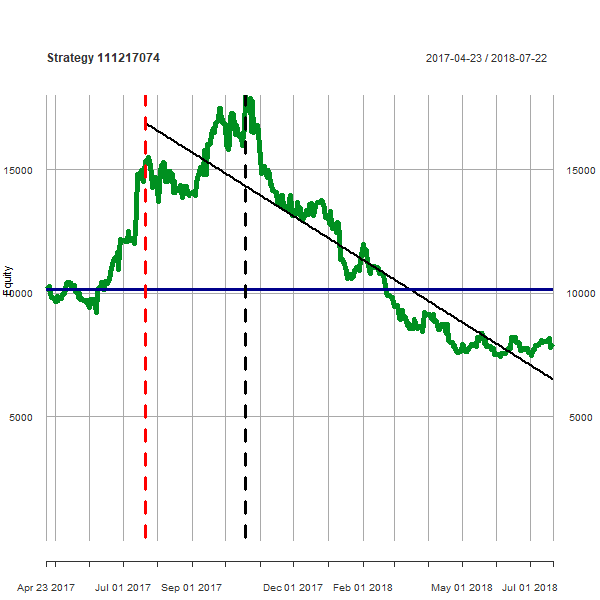 Strategy 111217074 2017-04-23 / 2018-07-22
15000 15000
Equity
10000 10000
5000 5000
Apr 23 2017 Jul 01 2017 Sep 01 2017 Dec 01 2017 Feb 01 2018 May 01 2018 Jul 01 2018